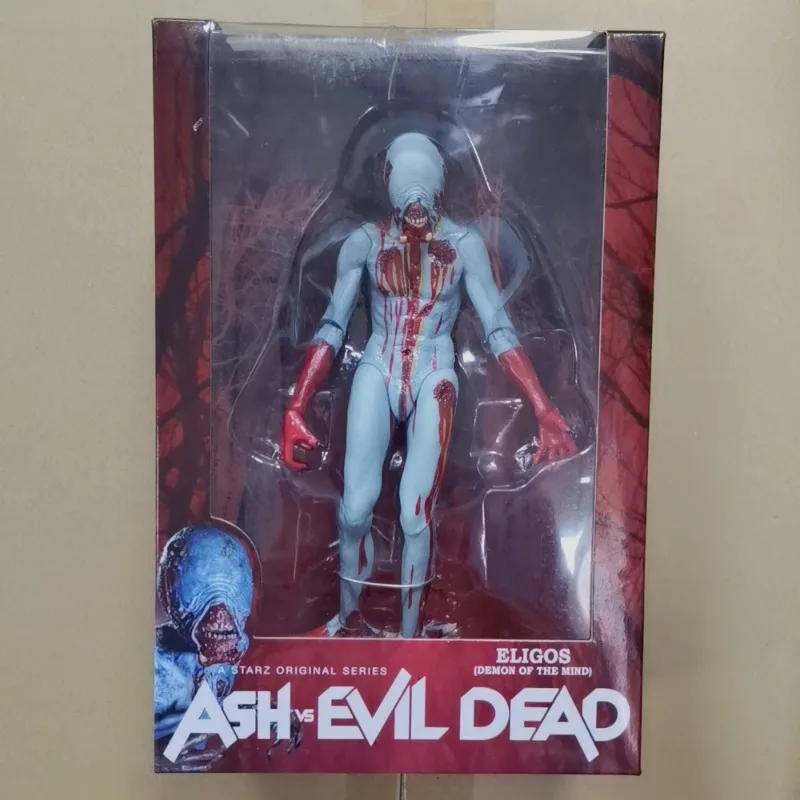 ELIGOS
(DEMON OF THE MIND)
A STARZ ORIGINAL SERIES
ASH VS EVIL DEAD